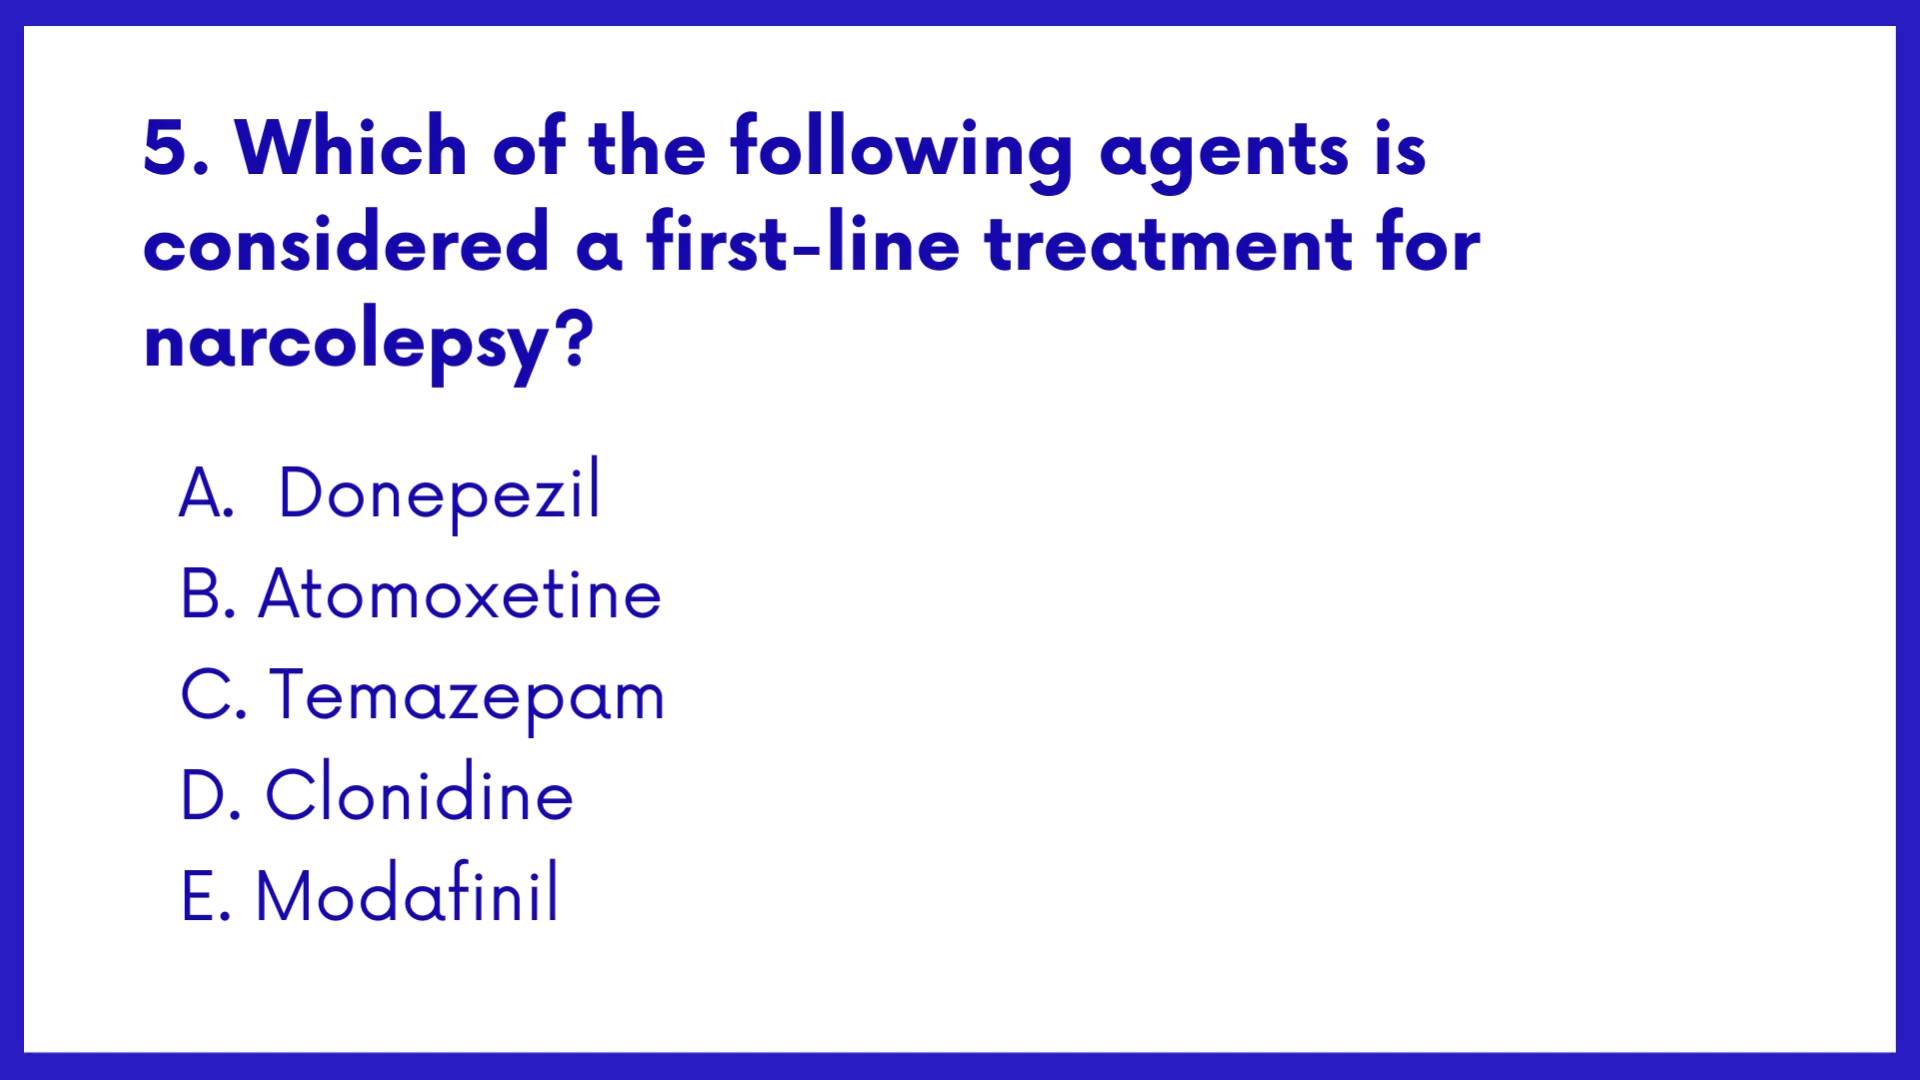 5. Which of the following agents is
considered a first-line treatment for
narcolepsy?
A. Donepezil
B. Atomoxetine
C. Temazepam
D. Clonidine
E. Modafinil